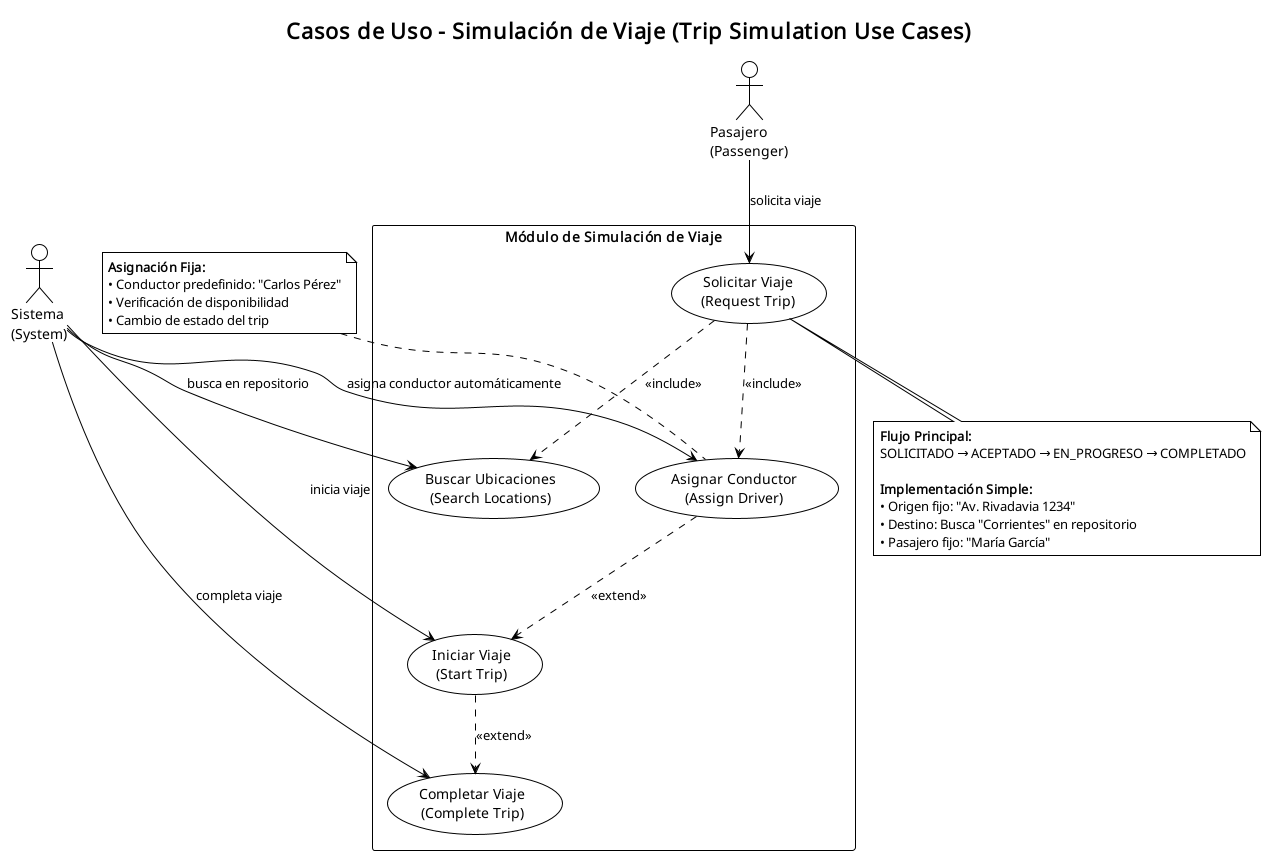 Casos de Uso - Simulación de Viaje (Trip Simulation Use Cases)
Pasajero
(Passenger)
solicita viaje
Módulo de Simulación de Viaje
Sistema
(System)
Asignación Fija:
• Conductor predefinido: "Carlos Pérez"
• Verificación de disponibilidad
• Cambio de estado del trip
Solicitar Viaje
(Request Trip)
busca en repositorio
asigna conductor automáticamente
«include»
«include»
Flujo Principal:
SOLICITADO → ACEPTADO → EN_PROGRESO → COMPLETADO
Implementación Simple:
• Origen fijo: "Av. Rivadavia 1234"
• Destino: Busca "Corrientes" en repositorio
• Pasajero fijo: "María García"
inicia viaje
Buscar Ubicaciones
(Search Locations)
Asignar Conductor
(Assign Driver)
completa viaje
«extend»
Iniciar Viaje
(Start Trip)
«extend»
Completar Viaje
(Complete Trip)